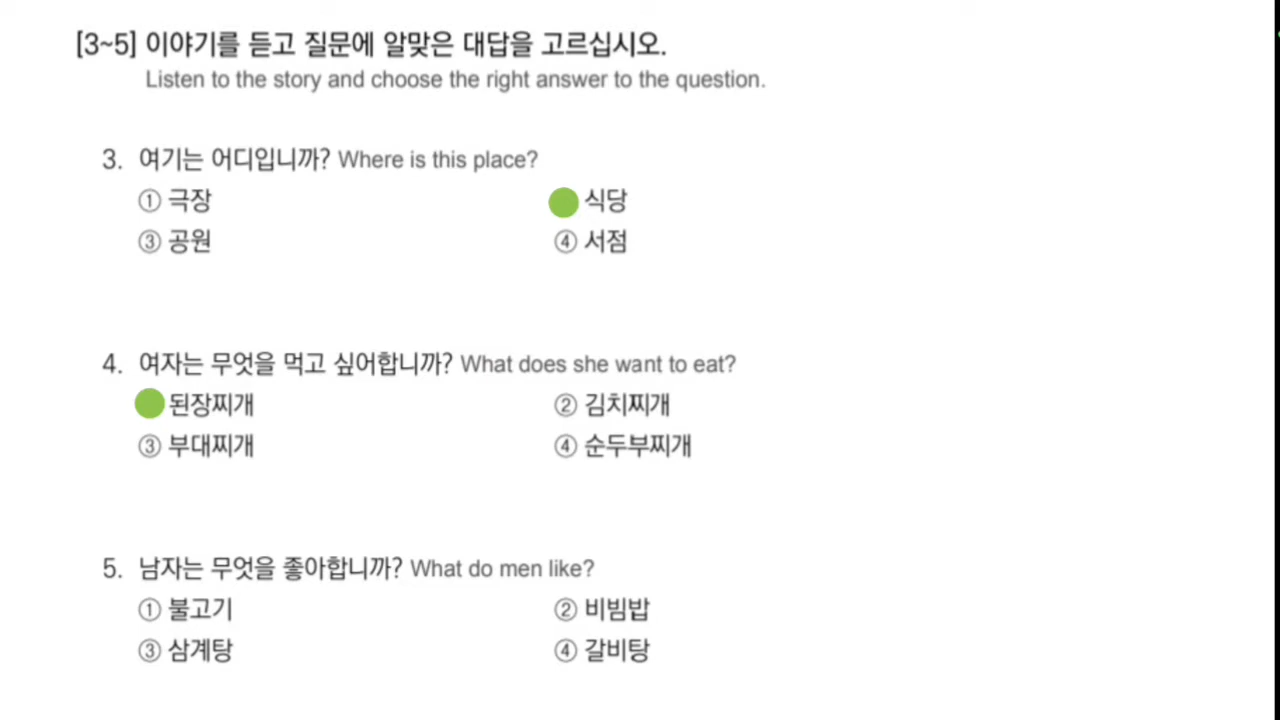 [3~5] 이야기를 듣고 질문에 알맞은 대답을 고르십시오.
Listen to the story and choose the right answer to the question.
3. 여기는 어디입니까? Where is this place?
① 극장 식당
③ 공원 ④ 서점
4. 여자는 무엇을 먹고 싶어합니까? What does she want to eat?
된장찌개 ② 김치찌개
③ 부대찌개 ④ 순두부찌개
5. 남자는 무엇을 좋아합니까? What do men like?
① 불고기 ② 비빔밥
③ 삼계탕 ④ 갈비탕